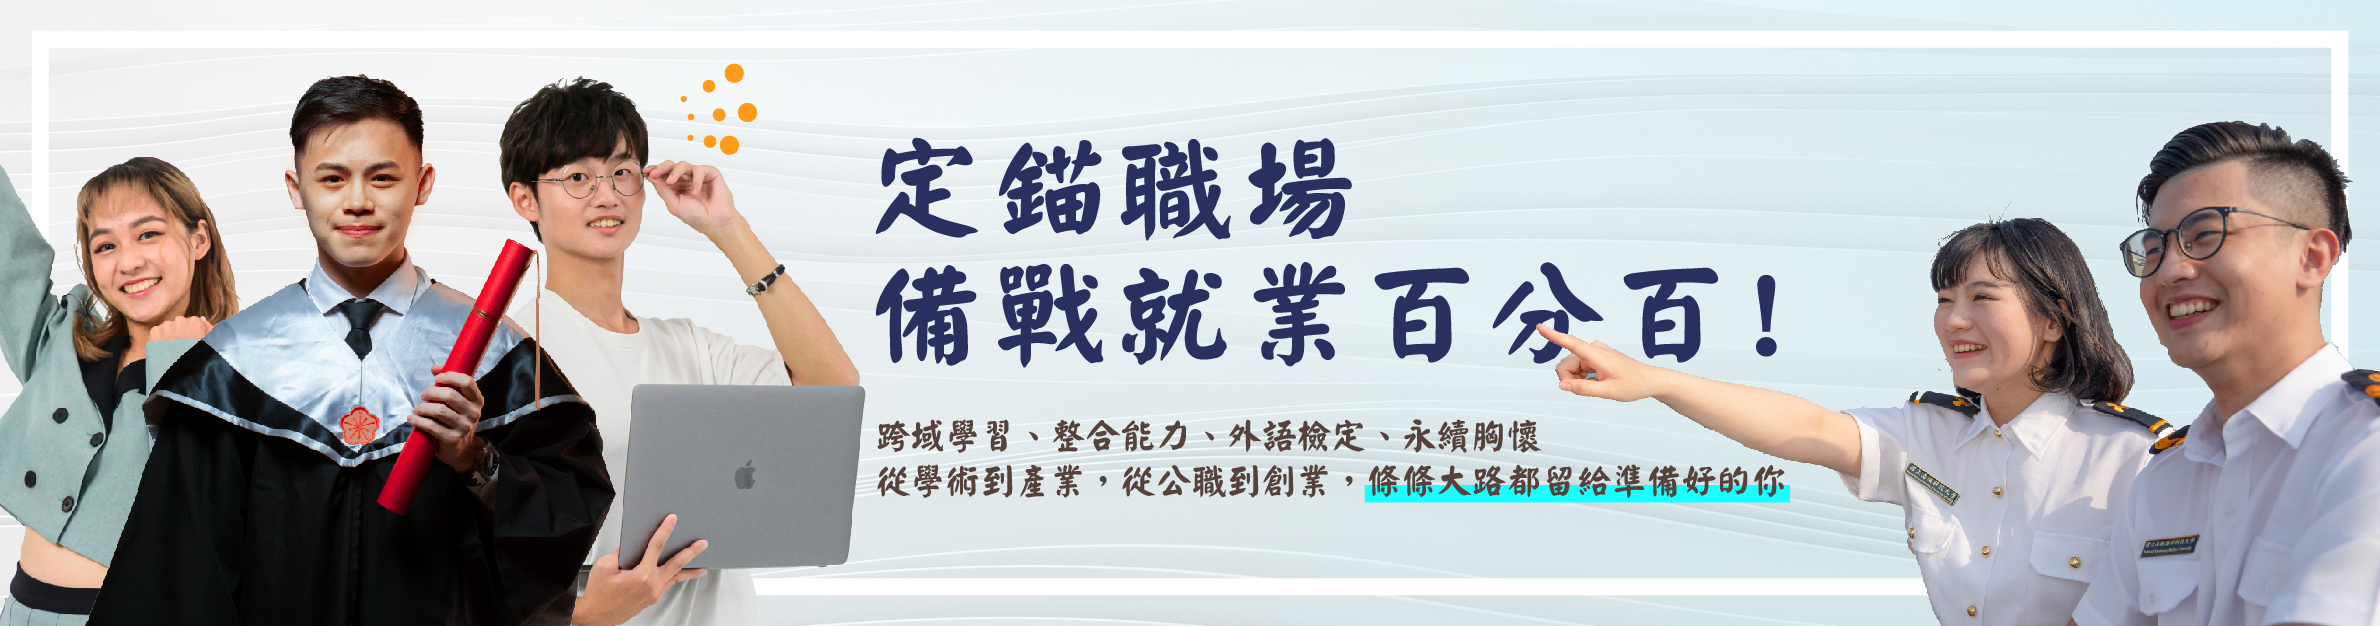 定錨職場
備戰就業百分百！
跨域學習、整合能力、外語檢定、永續胸懷
從學術到產業，從公職到創業，條條大路都留給準備好的你